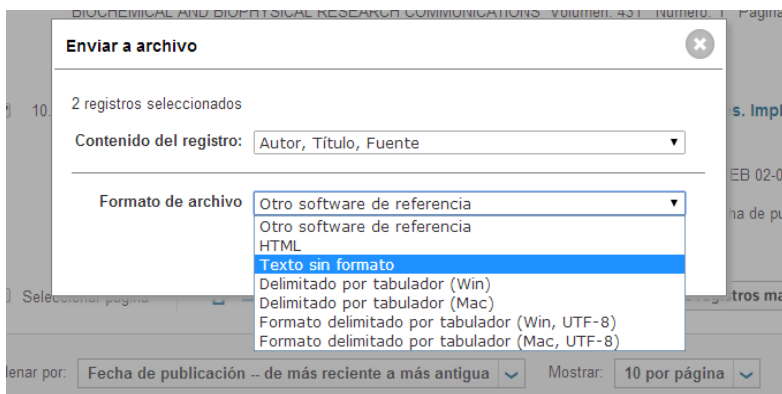 BIOCHEMICAL AND BIOPHYSICAL RESEARCH COMMUNICATIONS Volumen: 431 Número: 1
Enviar a archivo
2 registros seleccionados
10.
s. Impl
Contenido del registro: Autor, Título, Fuente
EB 02-0
Formato de archivo Otro software de referencia
ha de pu
Otro software de referencia
HTML
Texto sin formato
Delimitado por tabulador (Win)
Seleccionar página
Delimitado por tabulador (Mac)
Formato delimitado por tabulador (Win, UTF-8)
Formato delimitado por tabulador (Mac, UTF-8)
enar por: Fecha de publicación -- de más reciente a más antigua Mostrar: 10 por página